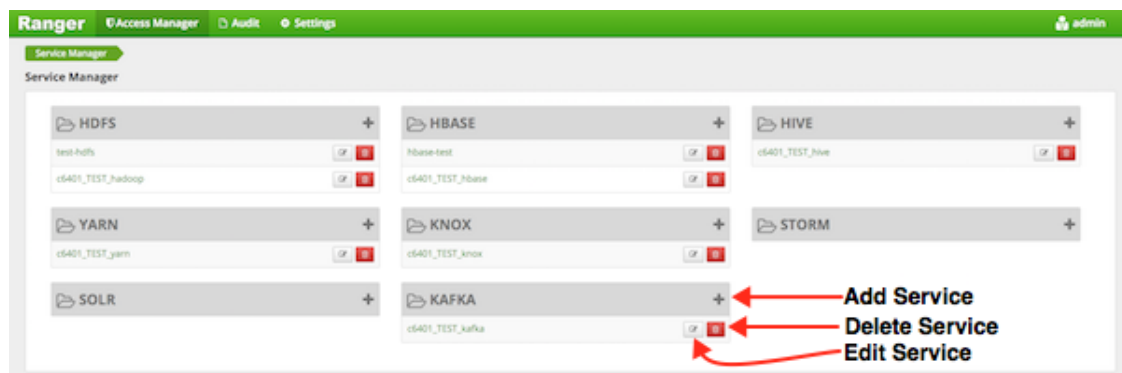 Ranger Access Manager Audit Settings admin
Service Manager
Service Manager
HDFS + HBASE + HIVE +
test-hdfs hbase-test c6401_TEST_hive
c6401_TEST_hadoop c6401_TEST_hbase
YARN + KNOX + STORM +
c6401_TEST_yarn c6401_TEST_knox
SOLR + KAFKA + Add Service
c6401_TEST_kafka Delete Service
Edit Service